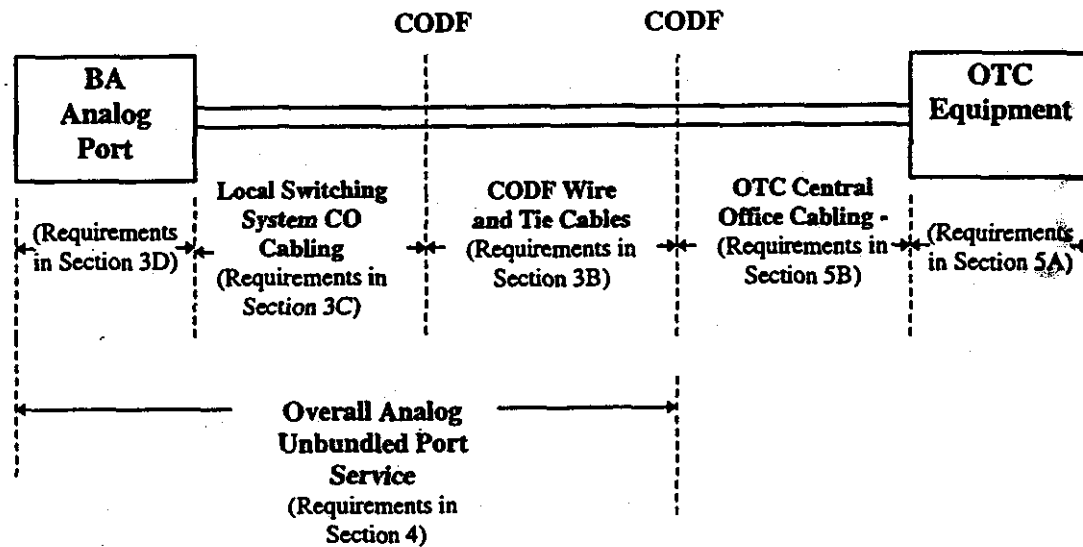 CODF
CODF
BA
Analog
Port
OTC
Equipment
Local Switching
System CO
Cabling
(Requirements in
Section 3C)
CODF Wire
and Tie Cables
(Requirements in
Section 3B)
OTC Central
Office Cabling -
(Requirements in
Section 5B)
(Requirements
in Section 3D)
(Requirements
in Section 5A)
Overall Analog
Unbundled Port
Service
(Requirements in
Section 4)